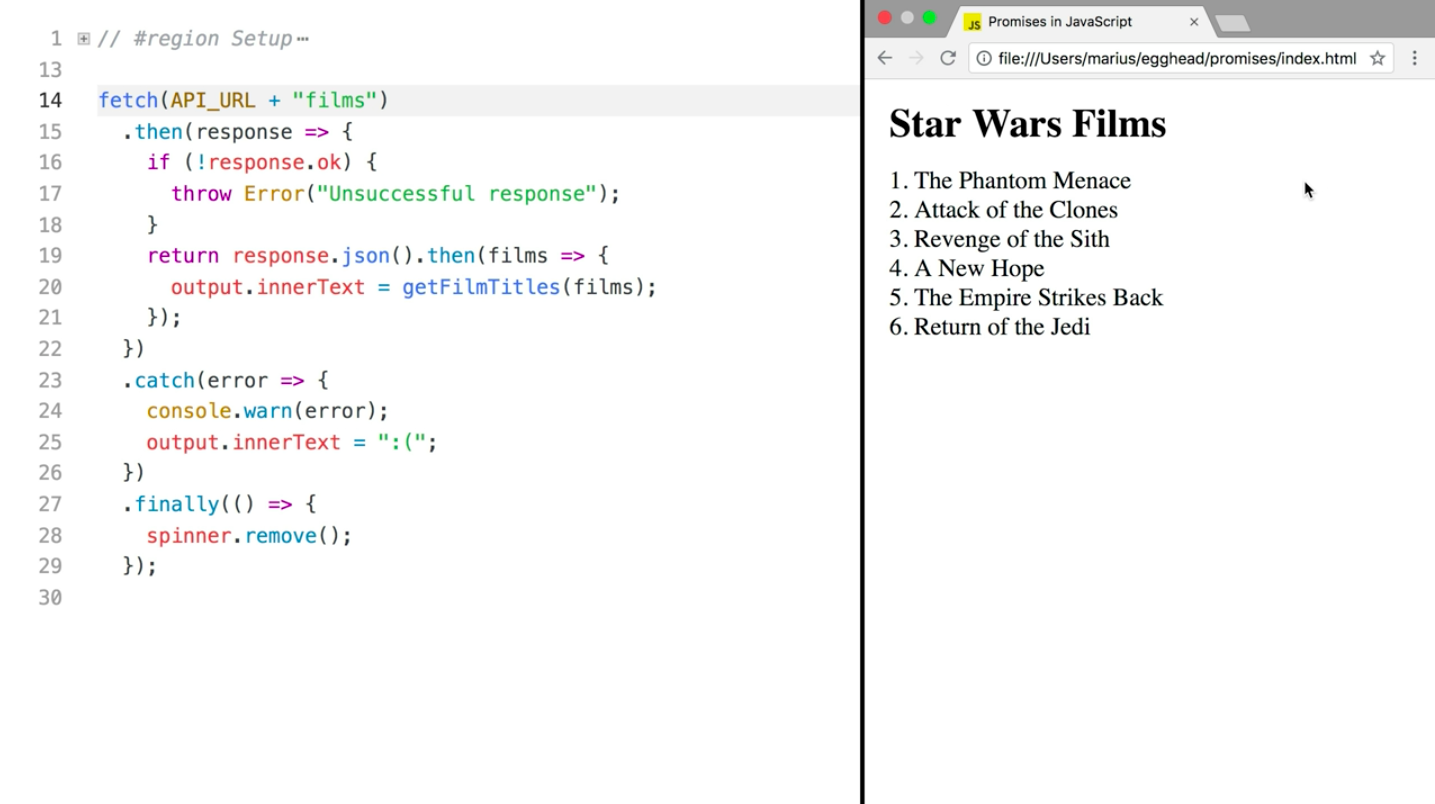 1 // #region Setup⋯
13
14 fetch(API_URL + "films")
15 .then(response => {
16 if (!response.ok) {
17 throw Error("Unsuccessful response");
18 }
19 return response.json().then(films => {
20 output.innerText = getFilmTitles(films);
21 });
22 })
23 .catch(error => {
24 console.warn(error);
25 output.innerText = ":(";
26 })
27 .finally(() => {
28 spinner.remove();
29 });
30
JS Promises in JavaScript
file:///Users/marius/egghead/promises/index.html
Star Wars Films
1. The Phantom Menace
2. Attack of the Clones
3. Revenge of the Sith
4. A New Hope
5. The Empire Strikes Back
6. Return of the Jedi